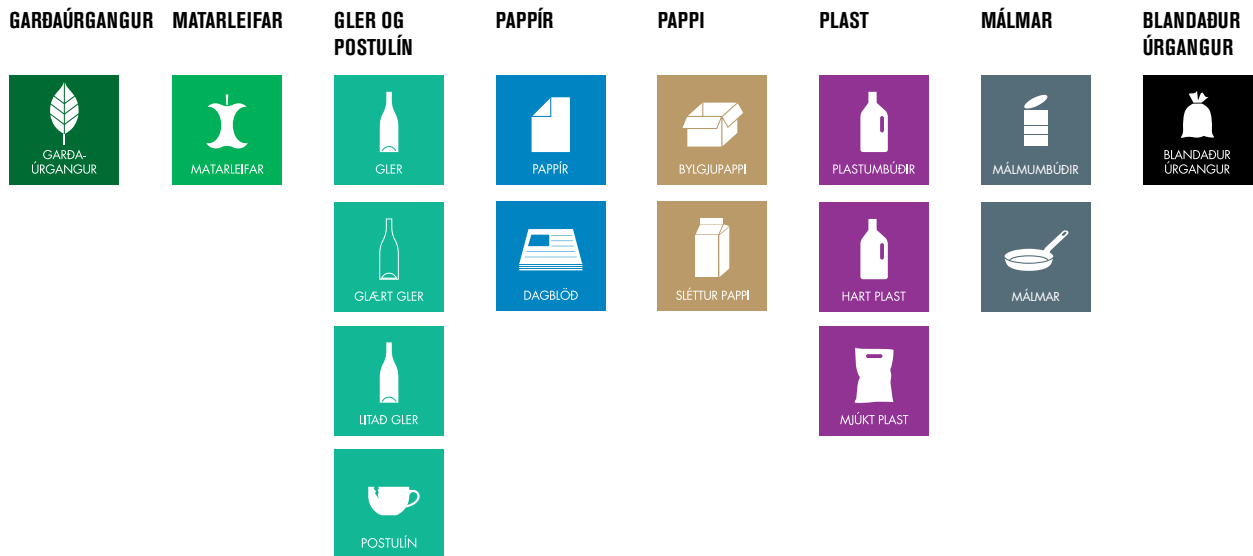 GARÐAÚRGANGUR
MATARLEIFAR
GLER OG
POSTULÍN
PAPPÍR
PAPPI
PLAST
MÁLMAR
BLANDAÐUR
ÚRGANGUR
GARÐA-
ÚRGANGUR
MATARLEIFAR
GLER
PAPPÍR
BYLGJUPAPPI
PLASTUMBÚÐIR
MÁLMUMBÚÐIR
BLANDAÐUR
ÚRGANGUR
GLÆRT GLER
DAGBLÖÐ
SLÉTTUR PAPPI
HART PLAST
MÁLMAR
LITAÐ GLER
MJÚKT PLAST
POSTULÍN